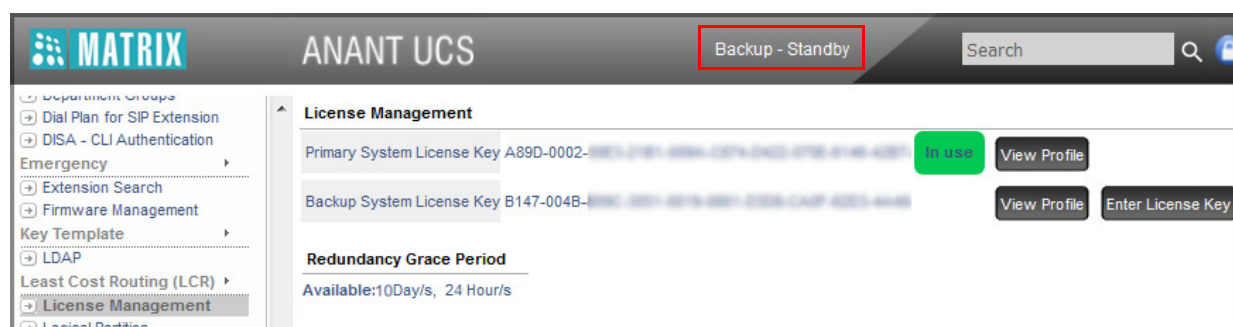 MATRIX
ANANT UCS
Backup - Standby
Search
Department Groups
Dial Plan for SIP Extension
DISA - CLI Authentication
Emergency
Extension Search
Firmware Management
Key Template
LDAP
Least Cost Routing (LCR)
License Management
Logical Partition
License Management
Primary System License Key A89D-0002- In use View Profile
Backup System License Key B147-004B- View Profile Enter License Key
Redundancy Grace Period
Available:10Day/s, 24 Hour/s